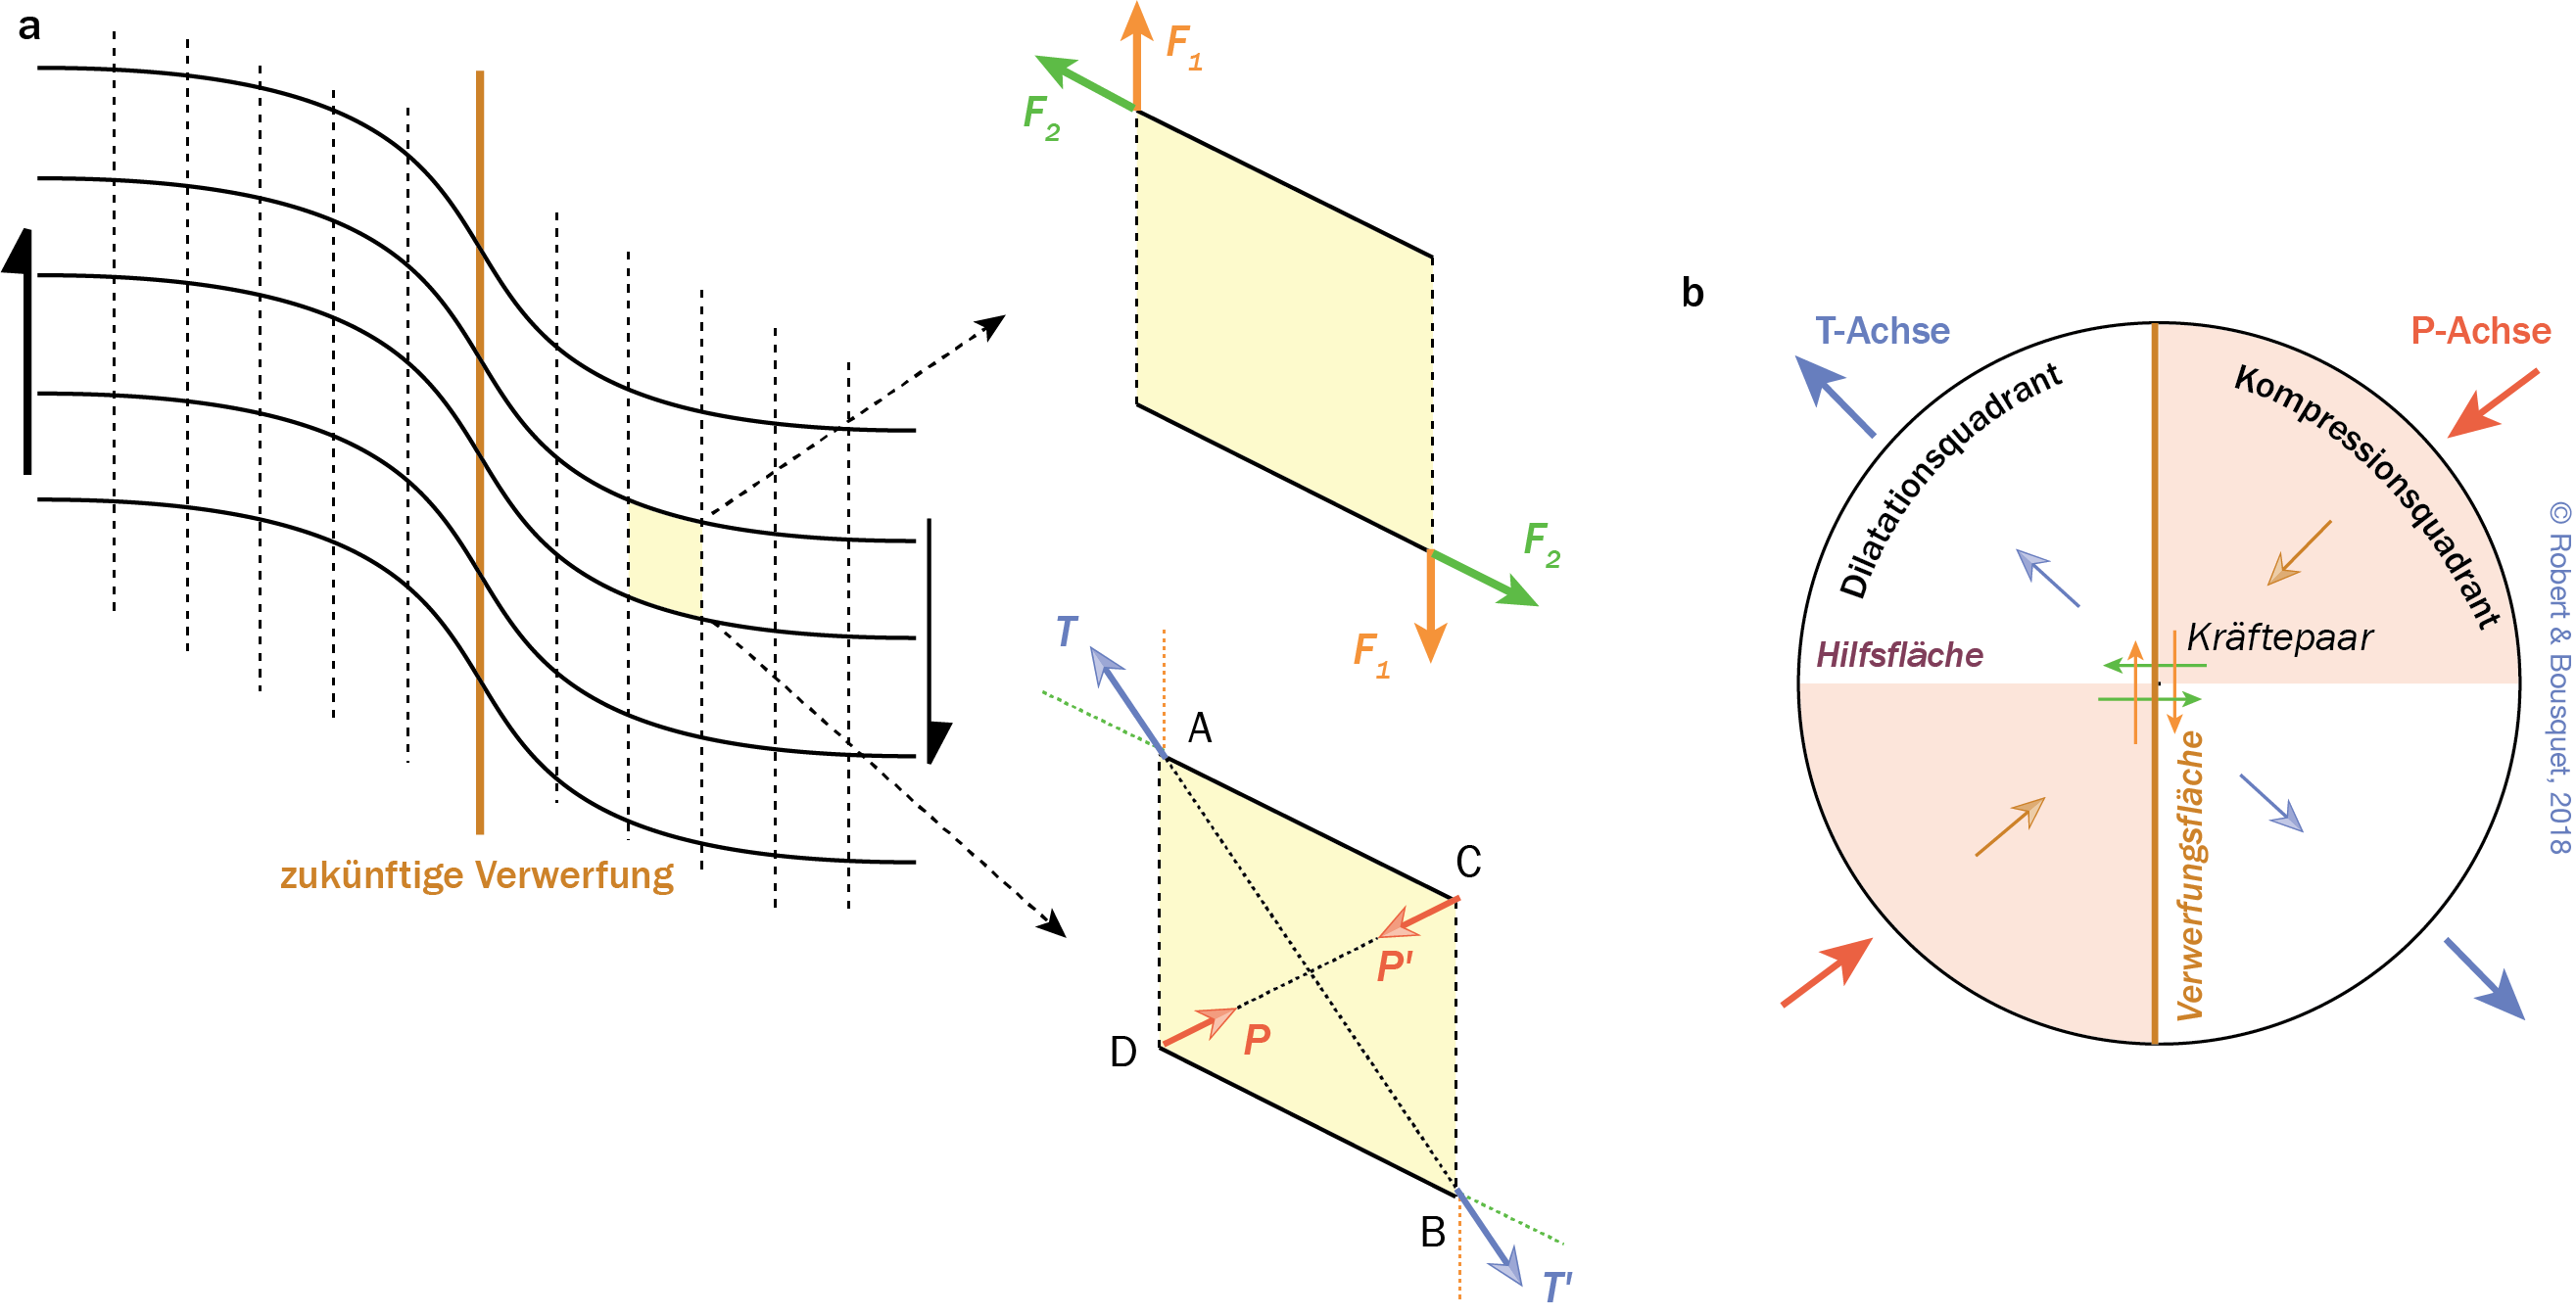 a
zukünftige Verwerfung
F1
F2
F2
F1
T
A
C
P'
P
D
B
T'
b
T-Achse
P-Achse
Dilatationsquadrant
Kompressionsquadrant
Hilfsfläche
Kräftepaar
Verwerfungsfläche
© Robert & Bousquet, 2018